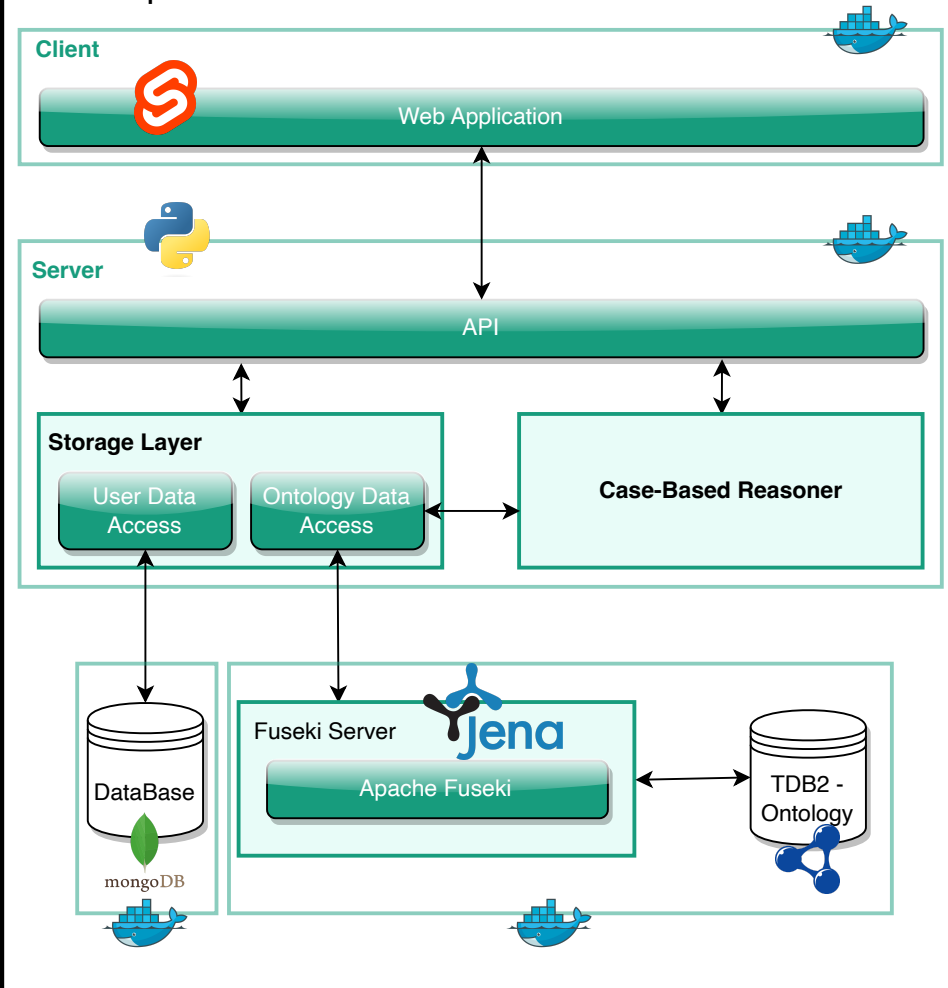 Client
Web Application
Server
API
Storage Layer
User Data
Access
Ontology Data
Access
Case-Based Reasoner
Fuseki Server
Jena
Apache Fuseki
DataBase
mongoDB
TDB2 -
Ontology